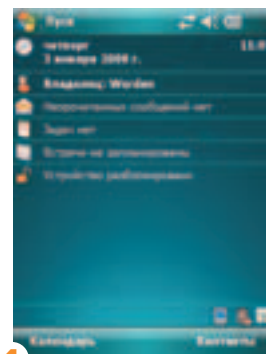 Пуск
четверг
3 января 2008 г.
Владелец: Worden
Непрочитанных сообщений нет
Задач нет
Встречи не запланированы
Устройство разблокировано
Календарь Контакты